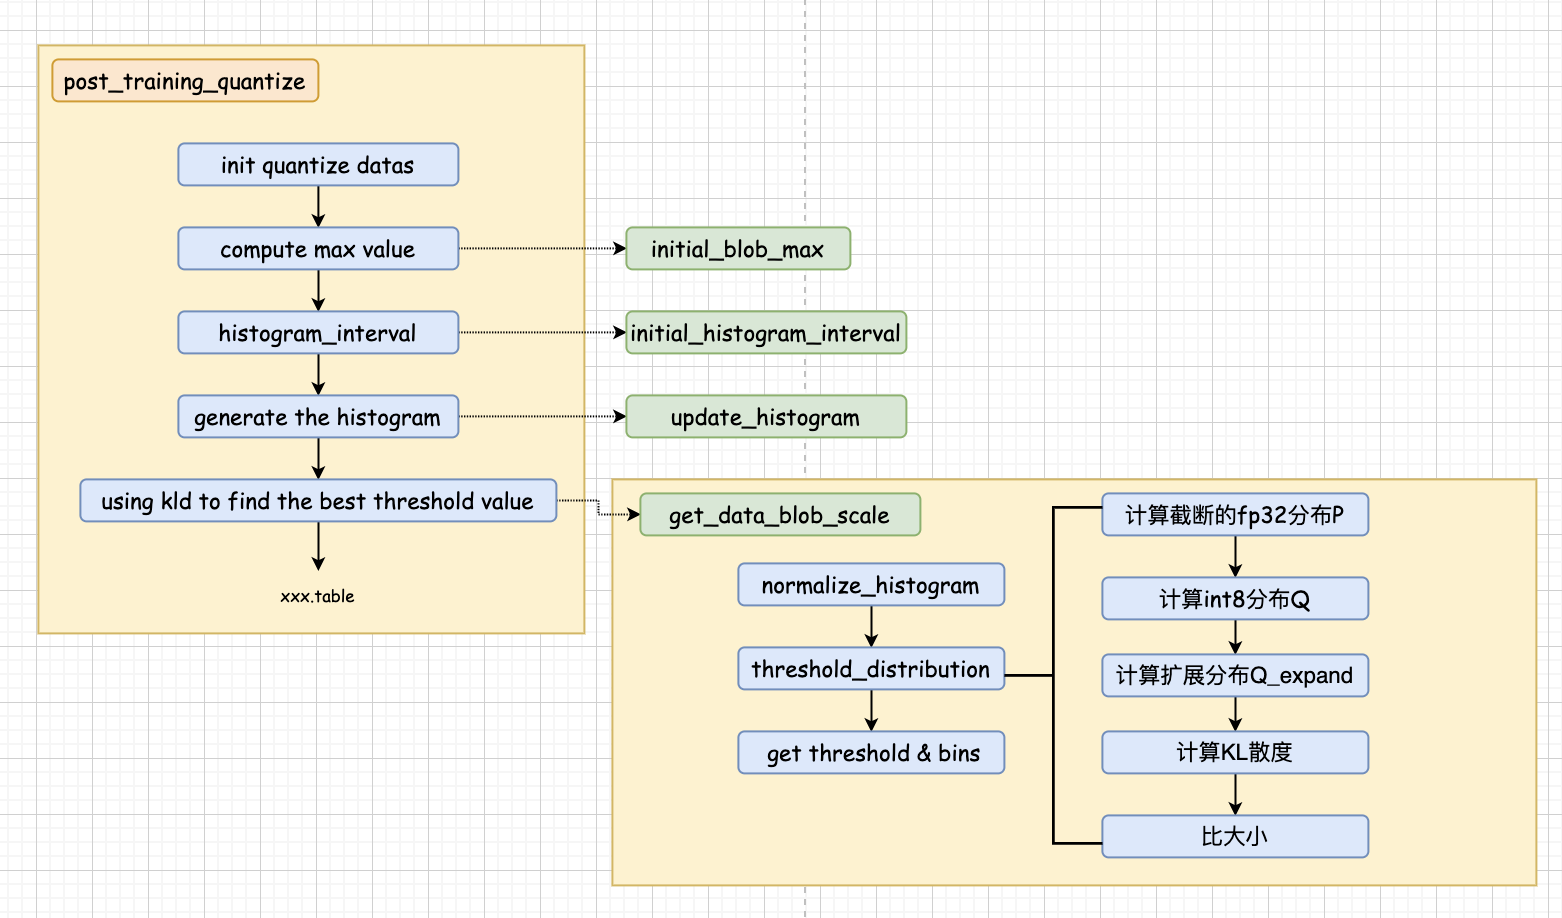 post_training_quantize
init quantize datas
compute max value
initial_blob_max
histogram_interval
initial_histogram_interval
generate the histogram
update_histogram
using kld to find the best threshold value
xxx.table
get_data_blob_scale
normalize_histogram
threshold_distribution
get threshold & bins
计算截断的fp32分布P
计算int8分布Q
计算扩展分布Q_expand
计算KL散度
比大小